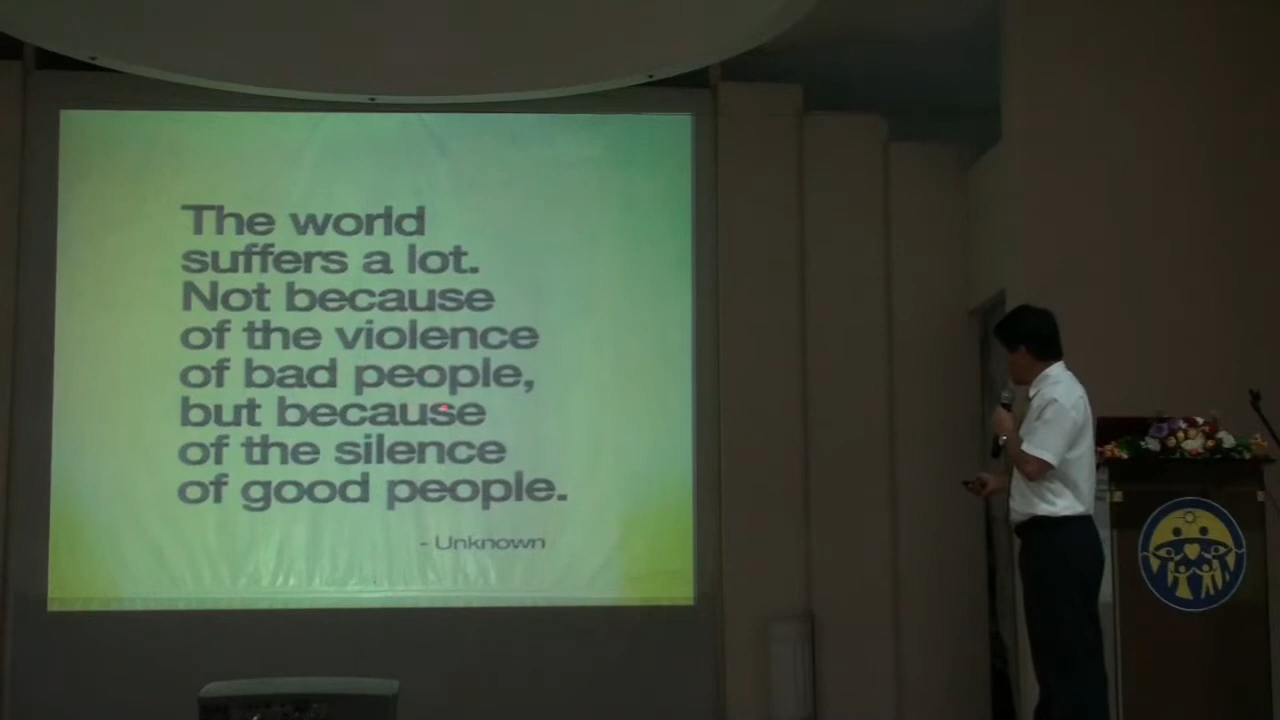 The world
suffers a lot.
Not because
of the violence
of bad people,
but because
of the silence
of good people.
- Unknown